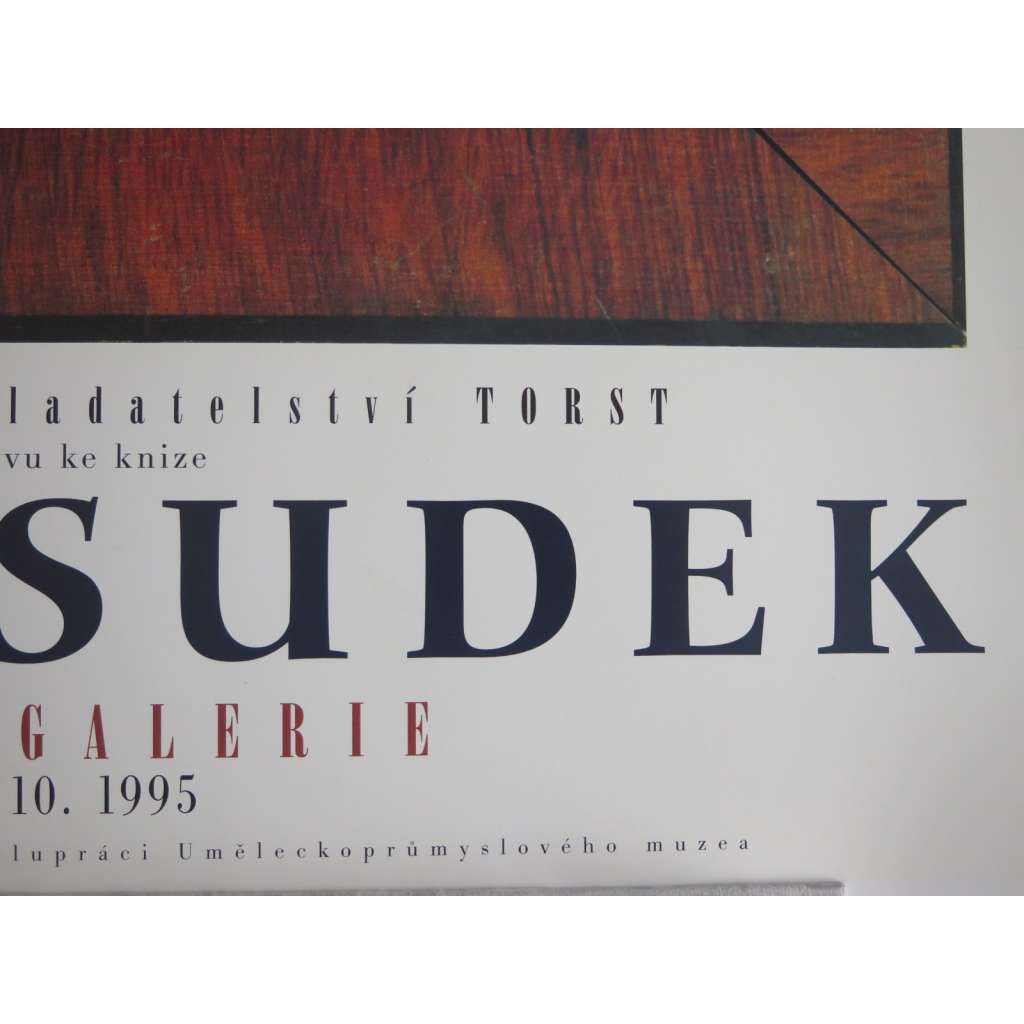 ladatelství TORST
vu ke knize
SUDEK
GALERIE
10. 1995
lupráci Uměleckoprůmyslového muzea